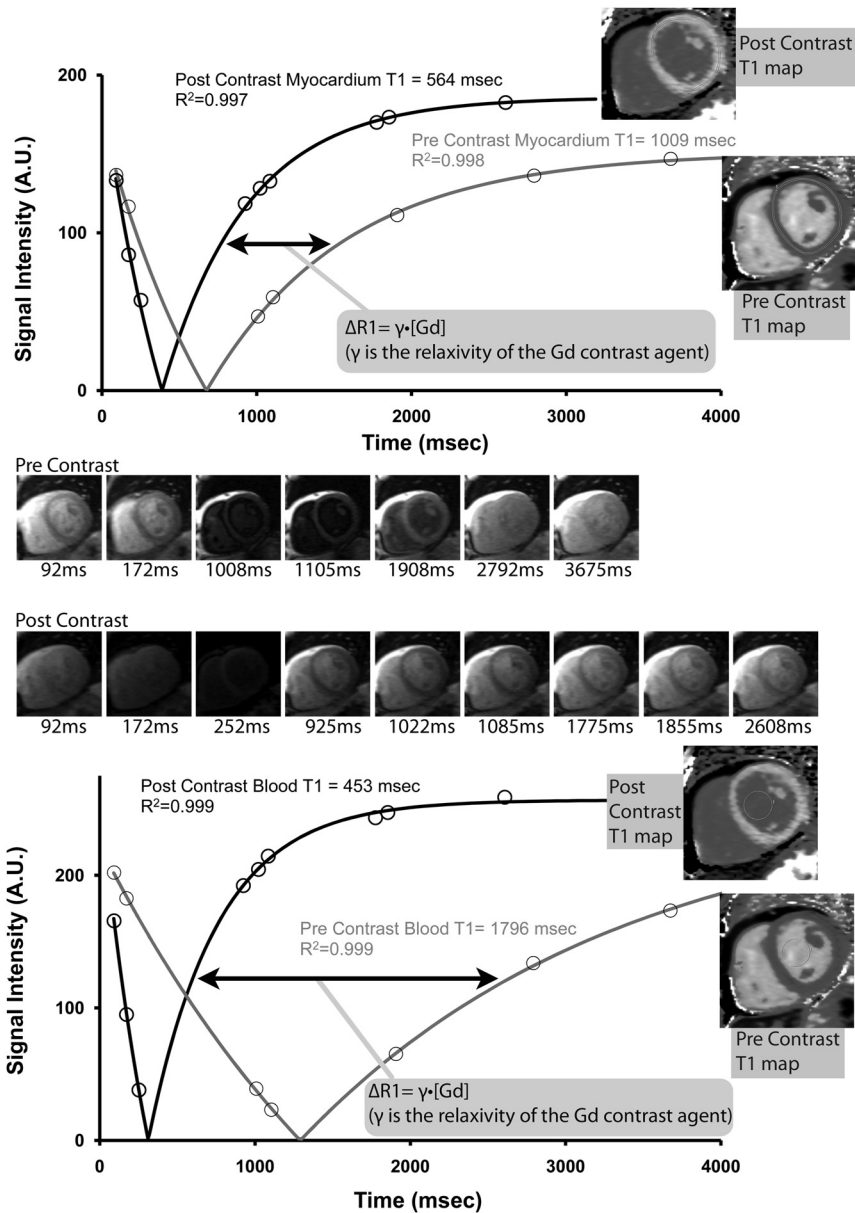 Post Contrast
T1 map
200
Post Contrast Myocardium T1 = 564 msec
R²=0.997
Pre Contrast Myocardium T1= 1009 msec
R²=0.998
Signal Intensity (A.U.)
100
Pre Contrast
T1 map
ΔR1= γ•[Gd]
(γ is the relaxivity of the Gd contrast agent)
0
0 1000 2000 3000 4000
Time (msec)
Pre Contrast
92ms 172ms 1008ms 1105ms 1908ms 2792ms 3675ms
Post Contrast
92ms 172ms 252ms 925ms 1022ms 1085ms 1775ms 1855ms 2608ms
Post Contrast Blood T1 = 453 msec
R²=0.999
Post
Contrast
T1 map
200
Pre Contrast Blood T1= 1796 msec
R²=0.999
Signal Intensity (A.U.)
100
Pre Contrast
T1 map
ΔR1= γ•[Gd]
(γ is the relaxivity of the Gd contrast agent)
0
0 1000 2000 3000 4000
Time (msec)